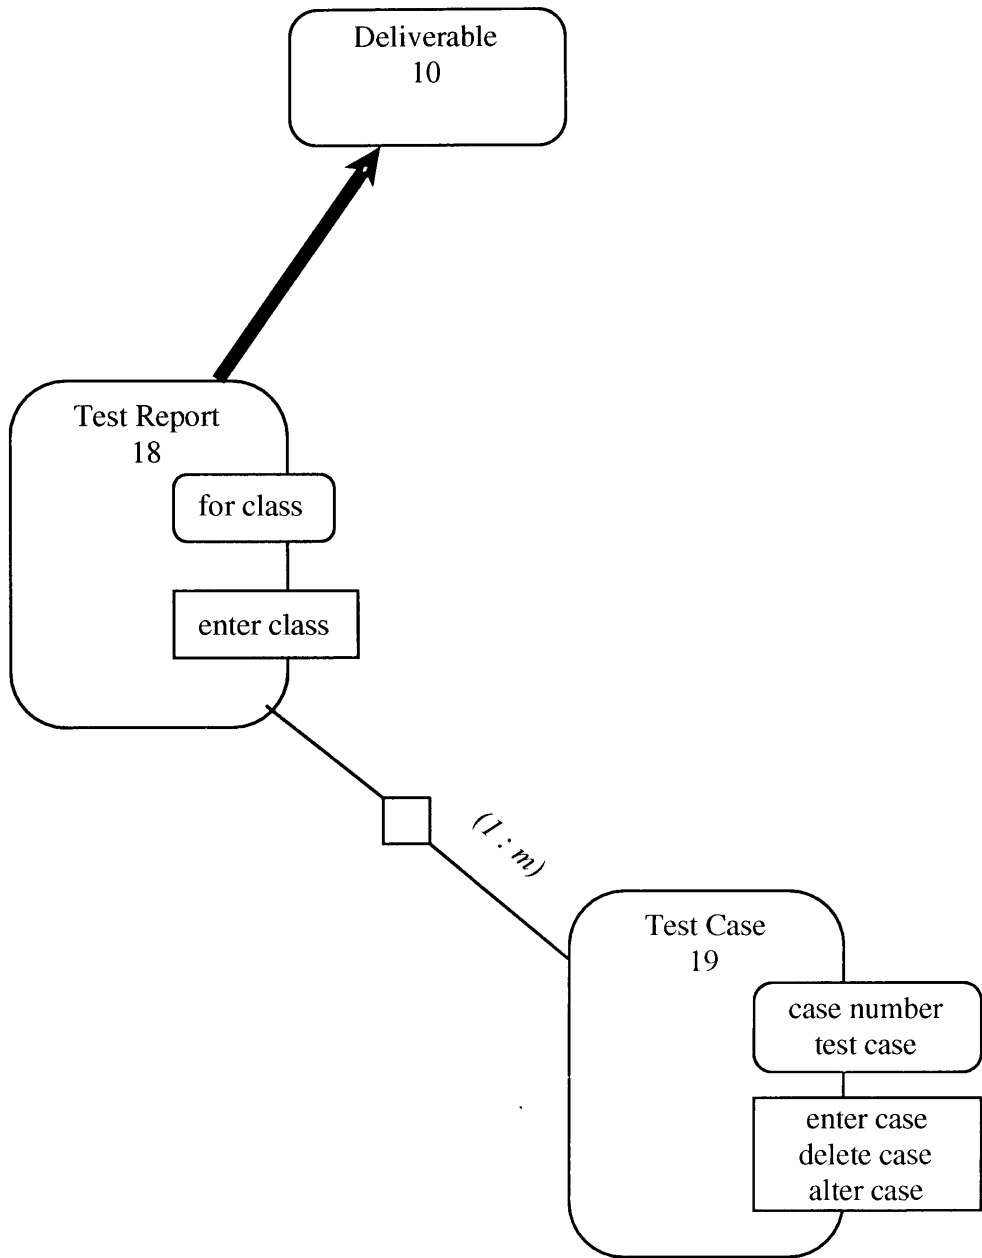 Deliverable
10
Test Report
18
for class
enter class
(1 : m)
Test Case
19
case number
test case
enter case
delete case
alter case